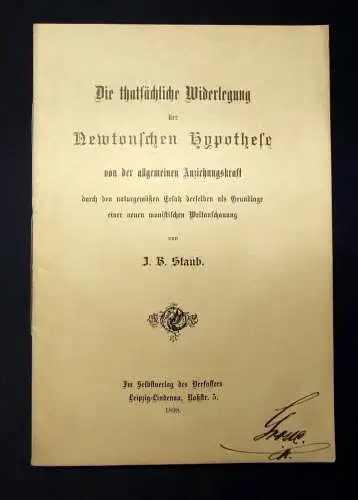 Die thatsächliche Widerlegung
der
Newtonschen Hypothese
von der allgemeinen Anziehungskraft
durch den naturgemäßen Ersatz derselben als Grundlage
einer neuen monistischen Weltanschauung
von
J. B. Staub.
Im Selbstverlag des Verfassers
Leipzig-Lindenau, Roßstr. 5.